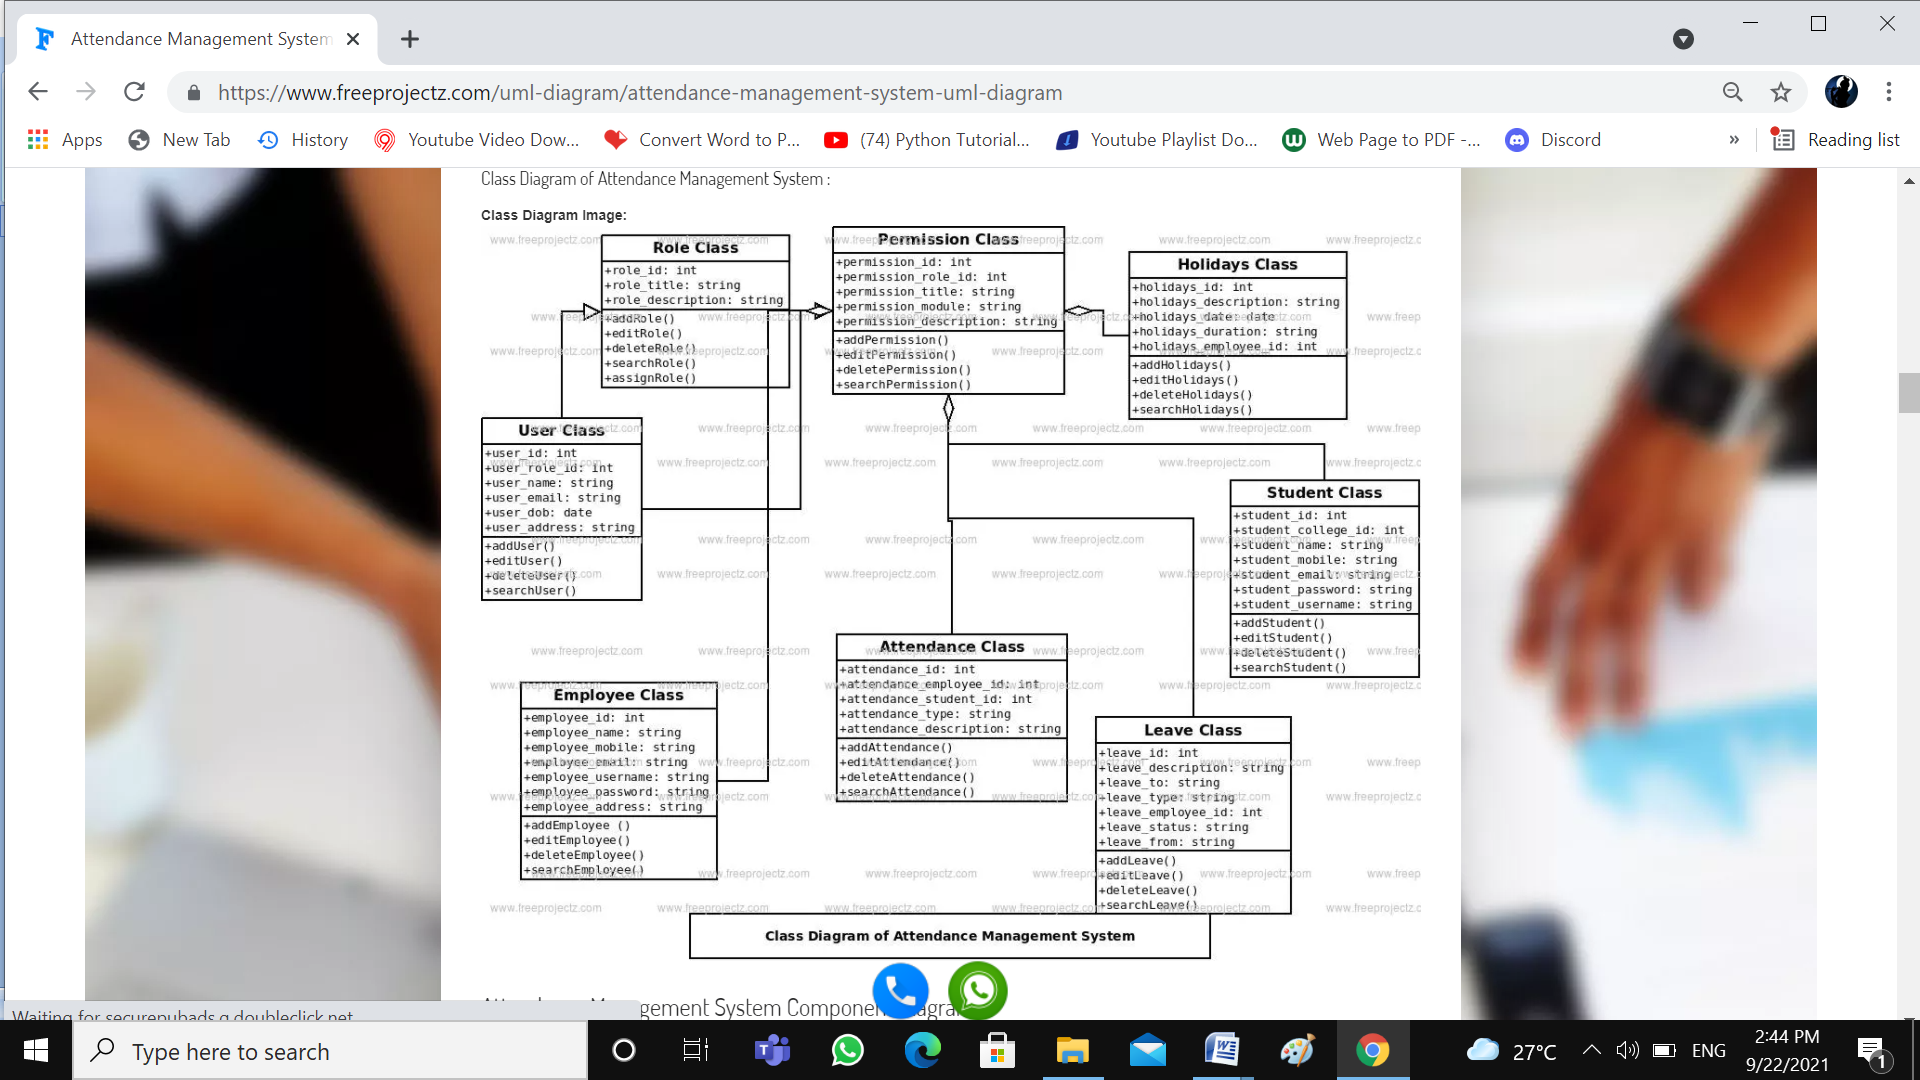 Attendance Management System
https://www.freeprojectz.com/uml-diagram/attendance-management-system-uml-diagram
Apps
New Tab
History
Youtube Video Dow...
Convert Word to P...
(74) Python Tutorial...
Youtube Playlist Do...
Web Page to PDF -...
Discord
»
Reading list
Class Diagram of Attendance Management System :
Class Diagram Image:
Role Class
+role_id: int
+role_title: string
+role_description: string
+addRole()
+editRole()
+deleteRole()
+searchRole()
+assignRole()
Permission Class
+permission_id: int
+permission_role_id: int
+permission_title: string
+permission_module: string
+permission_description: string
+addPermission()
+editPermission()
+deletePermission()
+searchPermission()
Holidays Class
+holidays_id: int
+holidays_description: string
+holidays_date: date
+holidays_duration: string
+holidays_employee_id: int
+addHolidays()
+editHolidays()
+deleteHolidays()
+searchHolidays()
User Class
+user_id: int
+user_role_id: int
+user_name: string
+user_email: string
+user_dob: date
+user_address: string
+addUser()
+editUser()
+deleteUser()
+searchUser()
Student Class
+student_id: int
+student_college_id: int
+student_name: string
+student_mobile: string
+student_email: string
+student_password: string
+student_username: string
+addStudent()
+editStudent()
+deleteStudent()
+searchStudent()
Attendance Class
+attendance_id: int
+attendance_employee_id: int
+attendance_student_id: int
+attendance_type: string
+attendance_description: string
+addAttendance()
+editAttendance()
+deleteAttendance()
+searchAttendance()
Employee Class
+employee_id: int
+employee_name: string
+employee_mobile: string
+employee_email: string
+employee_username: string
+employee_password: string
+employee_address: string
+addEmployee ()
+editEmployee()
+deleteEmployee()
+searchEmployee()
Leave Class
+leave_id: int
+leave_description: string
+leave_to: string
+leave_type: string
+leave_employee_id: int
+leave_status: string
+leave_from: string
+addLeave()
+editLeave()
+deleteLeave()
+searchLeave()
www.freeprojectz.com
Class Diagram of Attendance Management System
Management System Component
Waiting for securepubads.g.doubleclick.net
Type here to search
27°C
ENG
2:44 PM
9/22/2021
1